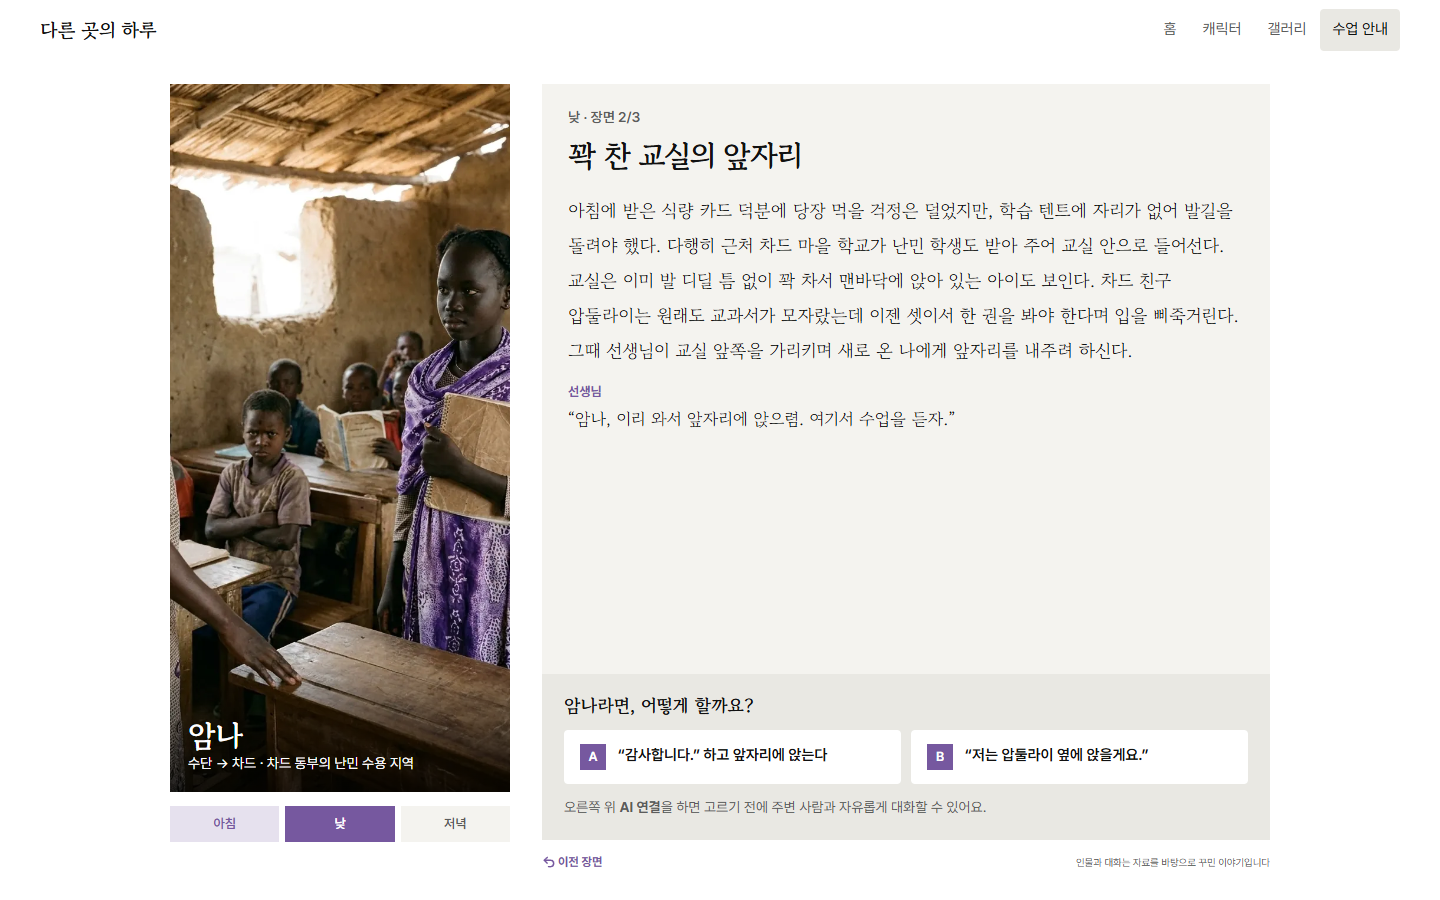 다른 곳의 하루
홈 캐릭터 갤러리 수업 안내
암나
수단 → 차드 · 차드 동부의 난민 수용 지역
아침 낮 저녁
낮 · 장면 2/3
꽉 찬 교실의 앞자리
아침에 받은 식량 카드 덕분에 당장 먹을 걱정은 덜었지만, 학습 텐트에 자리가 없어 발길을
돌려야 했다. 다행히 근처 차드 마을 학교가 난민 학생도 받아 주어 교실 안으로 들어선다.
교실은 이미 발 디딜 틈 없이 꽉 차서 맨바닥에 앉아 있는 아이도 보인다. 차드 친구
압둘라이는 원래도 교과서가 모자랐는데 이젠 셋이서 한 권을 봐야 한다며 입을 삐죽거린다.
그때 선생님이 교실 앞쪽을 가리키며 새로 온 나에게 앞자리를 내주려 하신다.
선생님
“암나, 이리 와서 앞자리에 앉으렴. 여기서 수업을 듣자.”
암나라면, 어떻게 할까요?
A “감사합니다.” 하고 앞자리에 앉는다
B “저는 압둘라이 옆에 앉을게요.”
오른쪽 위 AI 연결을 하면 고르기 전에 주변 사람과 자유롭게 대화할 수 있어요.
이전 장면
인물과 대화는 자료를 바탕으로 꾸민 이야기입니다